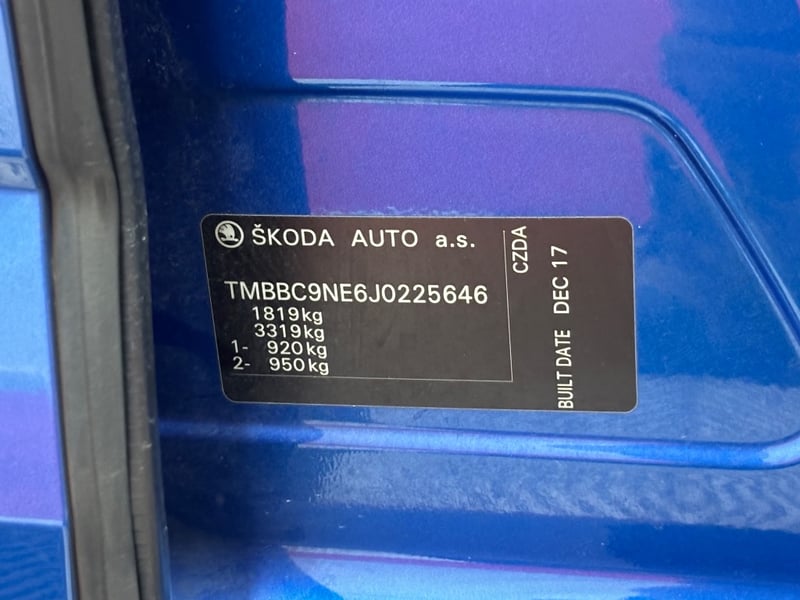 ŠKODA AUTO a.s.
TMBBC9NE6J0225646
1819kg
3319kg
1- 920kg
2- 950kg
CZDA
BUILT DATE DEC 17